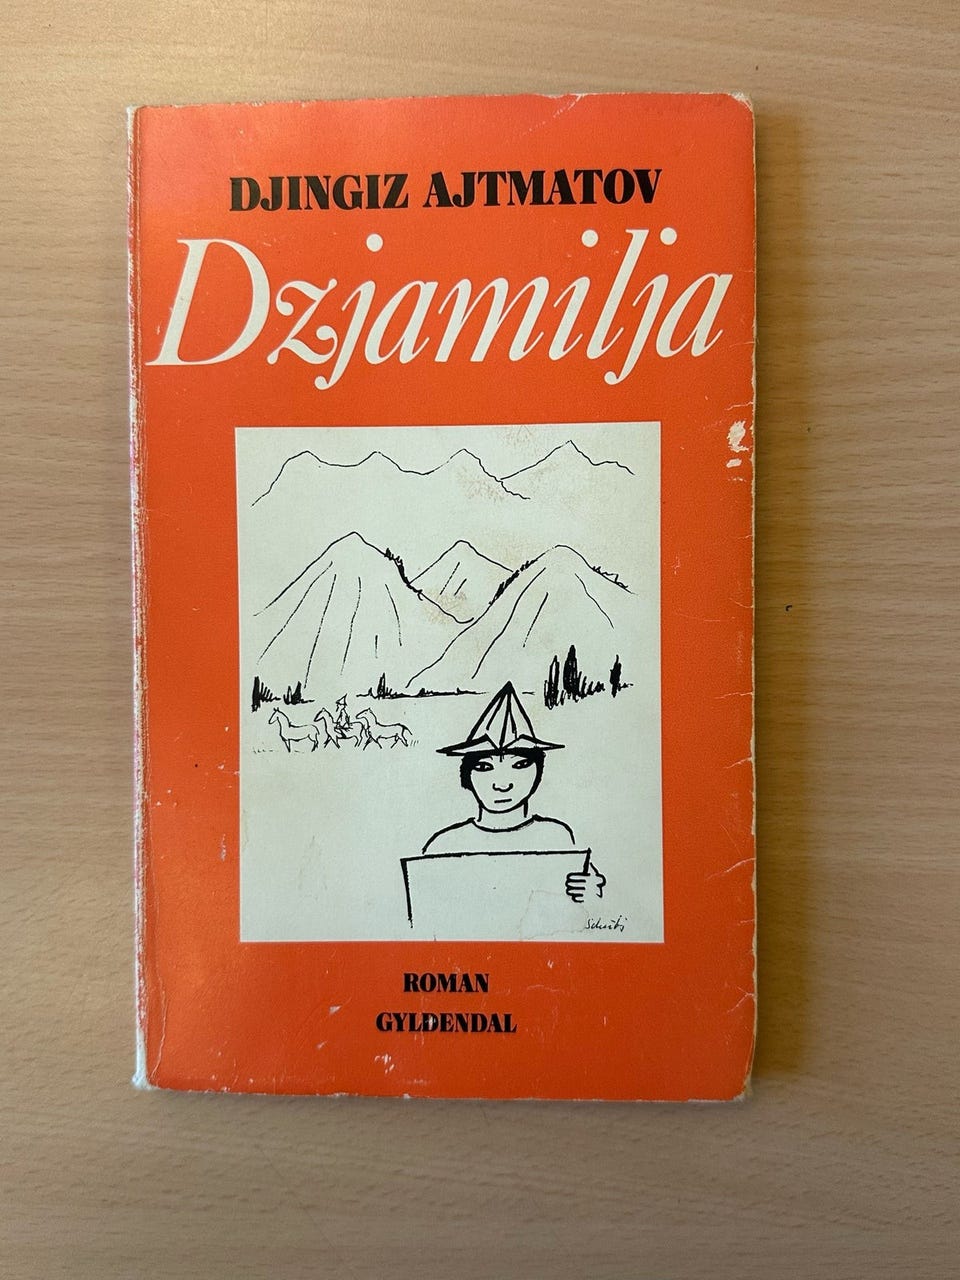 DJINGIZ AJTMATOV
Dzjamilja
ROMAN
GYLDENDAL